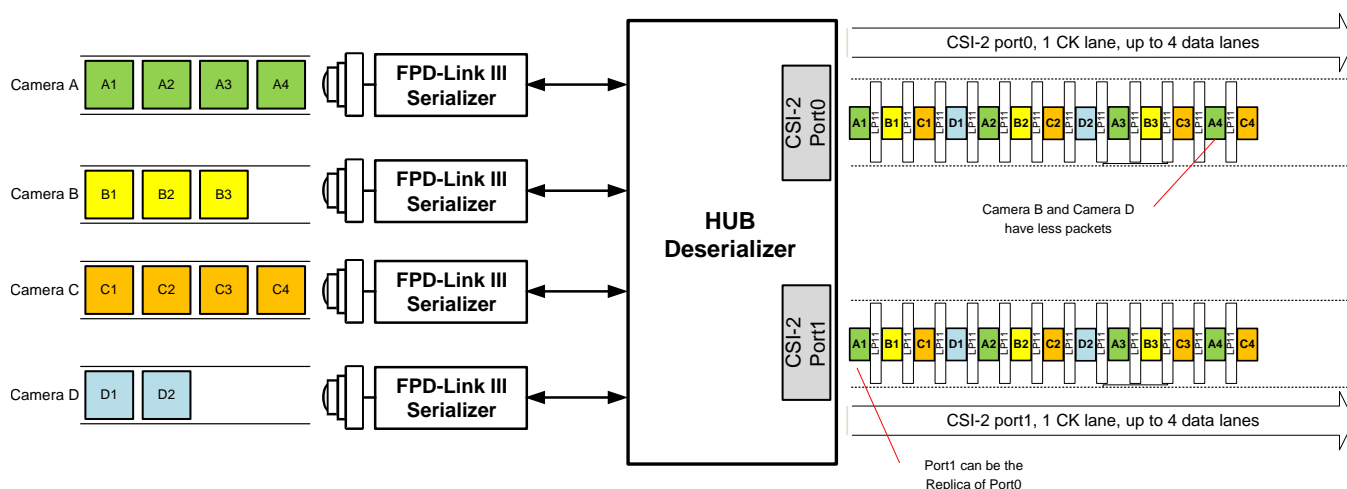 CSI-2 port0, 1 CK lane, up to 4 data lanes
Camera A A1 A2 A3 A4
FPD-Link III
Serializer
CSI-2
Port0
A1 LP11 B1 LP11 C1 LP11 D1 LP11 A2 LP11 B2 LP11 C2 LP11 D2 LP11 A3 LP11 B3 LP11 C3 LP11 A4 LP11 C4
Camera B B1 B2 B3
FPD-Link III
Serializer
Camera B and Camera D
have less packets
HUB
Deserializer
Camera C C1 C2 C3 C4
FPD-Link III
Serializer
CSI-2
Port1
A1 LP11 B1 LP11 C1 LP11 D1 LP11 A2 LP11 B2 LP11 C2 LP11 D2 LP11 A3 LP11 B3 LP11 C3 LP11 A4 LP11 C4
Camera D D1 D2
FPD-Link III
Serializer
CSI-2 port1, 1 CK lane, up to 4 data lanes
Port1 can be the
Replica of Port0